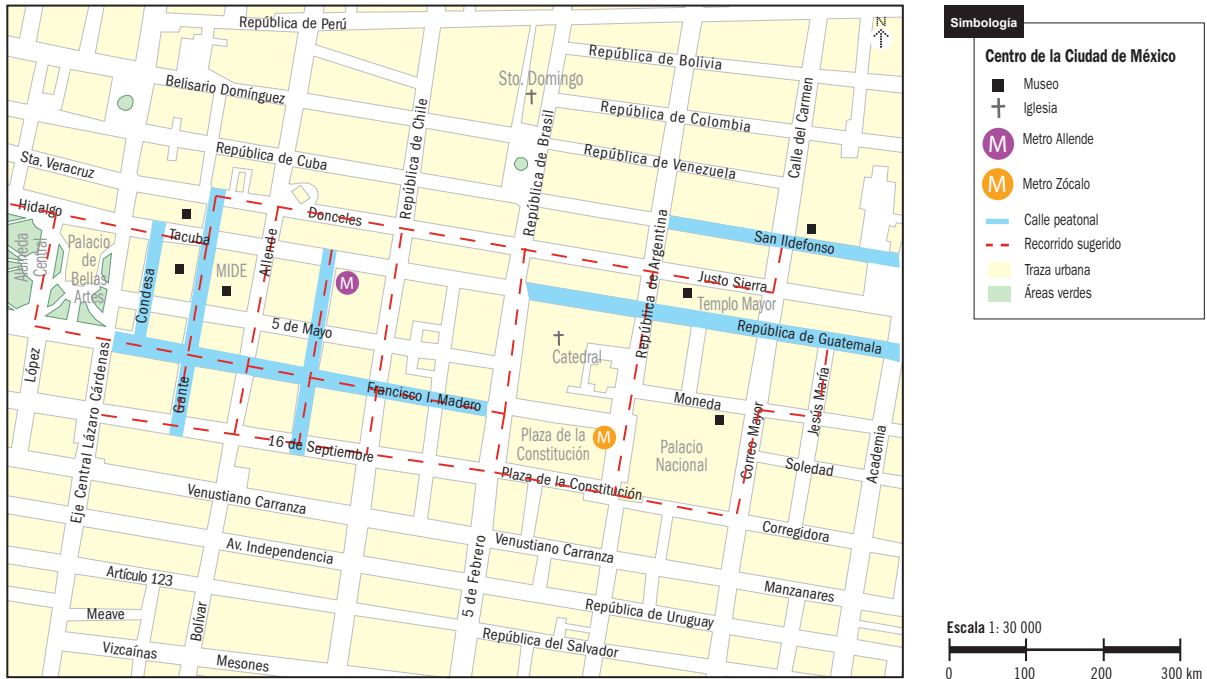 República de Perú
N
República de Bolivia
Sto. Domingo
Belisario Domínguez
República de Colombia
Calle del Carmen
República de Chile
República de Brasil
República de Cuba
República de Venezuela
Sta. Veracruz
Hidalgo
Donceles
Tacuba
Allende
República de Argentina
San Ildefonso
Alameda
Central
Palacio
de
Bellas
Artes
Condesa
MIDE
M
Justo Sierra
Templo Mayor
República de Guatemala
5 de Mayo
Catedral
López
Gante
Francisco I. Madero
Moneda
Jesús María
Eje Central Lázaro Cárdenas
16 de Septiembre
Plaza de la
Constitución
M
Palacio
Nacional
Correo Mayor
Soledad
Academia
Plaza de la Constitución
Venustiano Carranza
Corregidora
Av. Independencia
5 de Febrero
Venustiano Carranza
Artículo 123
Manzanares
Meave
Bolívar
República de Uruguay
Vizcaínas
Mesones
República del Salvador
Simbología
Centro de la Ciudad de México
Museo
Iglesia
M Metro Allende
M Metro Zócalo
Calle peatonal
Recorrido sugerido
Traza urbana
Áreas verdes
Escala 1: 30 000
0 100 200 300 km